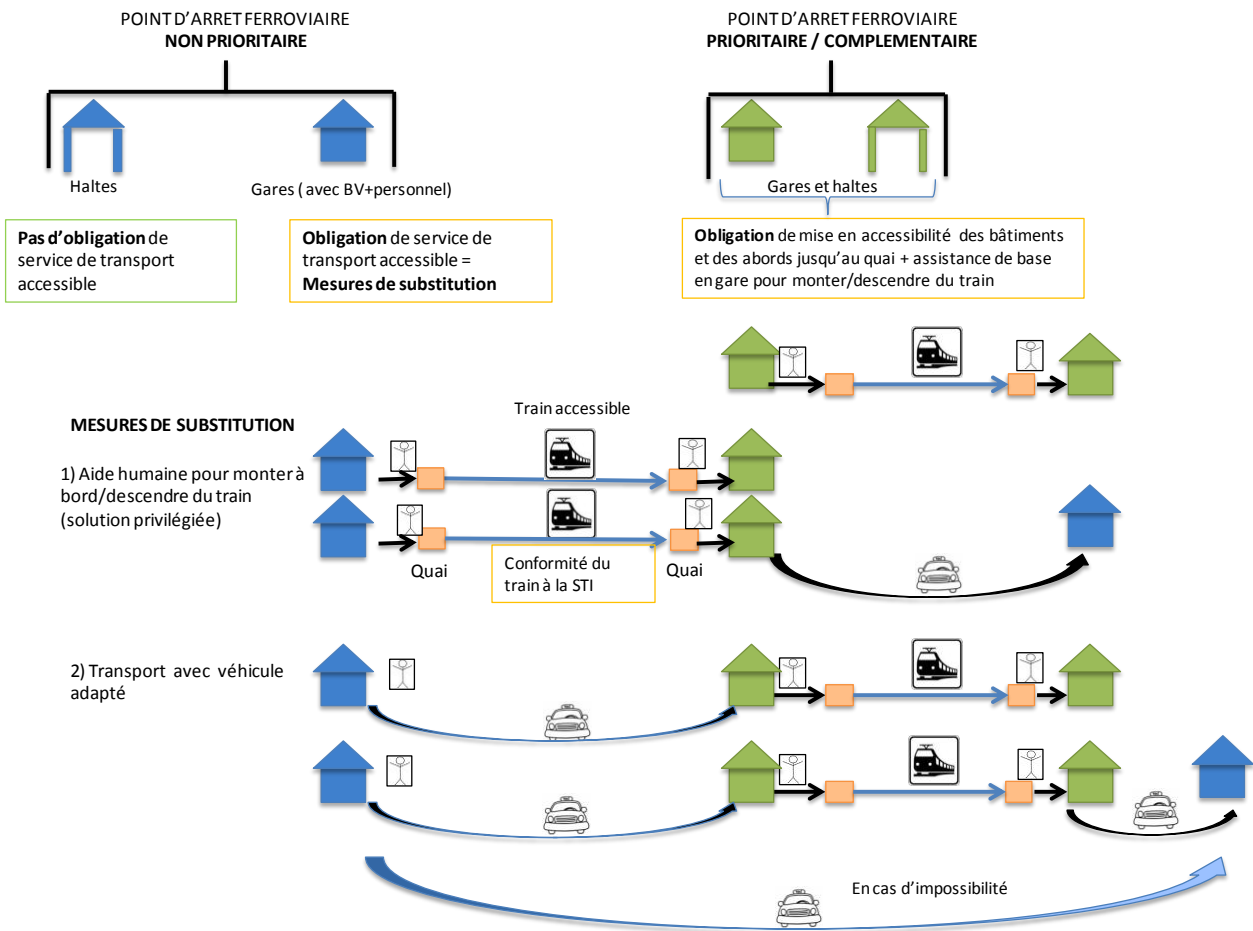 POINT D'ARRET FERROVIAIRE
NON PRIORITAIRE
POINT D'ARRET FERROVIAIRE
PRIORITAIRE / COMPLEMENTAIRE
Haltes
Gares ( avec BV+personnel)
Gares et haltes
Pas d'obligation de
service de transport
accessible
Obligation de service de
transport accessible =
Mesures de substitution
Obligation de mise en accessibilité des bâtiments
et des abords jusqu'au quai + assistance de base
en gare pour monter/descendre du train
MESURES DE SUBSTITUTION
Train accessible
1) Aide humaine pour monter à
bord/descendre du train
(solution privilégiée)
Quai
Conformité du
train à la STI
Quai
2) Transport avec véhicule
adapté
En cas d'impossibilité